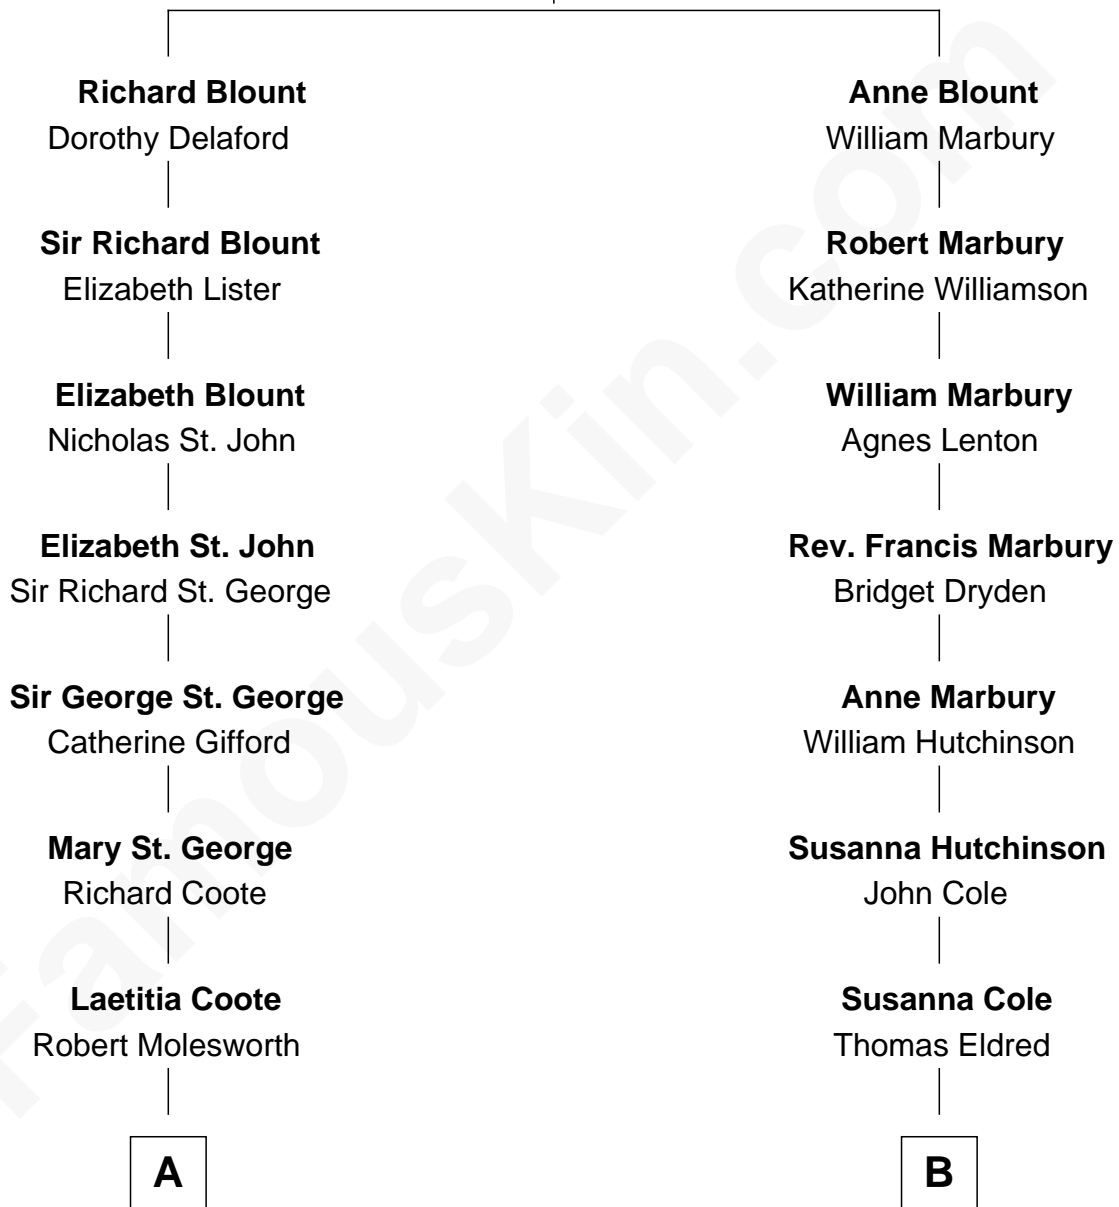 Richard Blount
Dorothy Delaford
Sir Richard Blount
Elizabeth Lister
Elizabeth Blount
Nicholas St. John
Elizabeth St. John
Sir Richard St. George
Sir George St. George
Catherine Gifford
Mary St. George
Richard Coote
Laetitia Coote
Robert Molesworth
A
Anne Blount
William Marbury
Robert Marbury
Katherine Williamson
William Marbury
Agnes Lenton
Rev. Francis Marbury
Bridget Dryden
Anne Marbury
William Hutchinson
Susanna Hutchinson
John Cole
Susanna Cole
Thomas Eldred
B
FamousKin.com